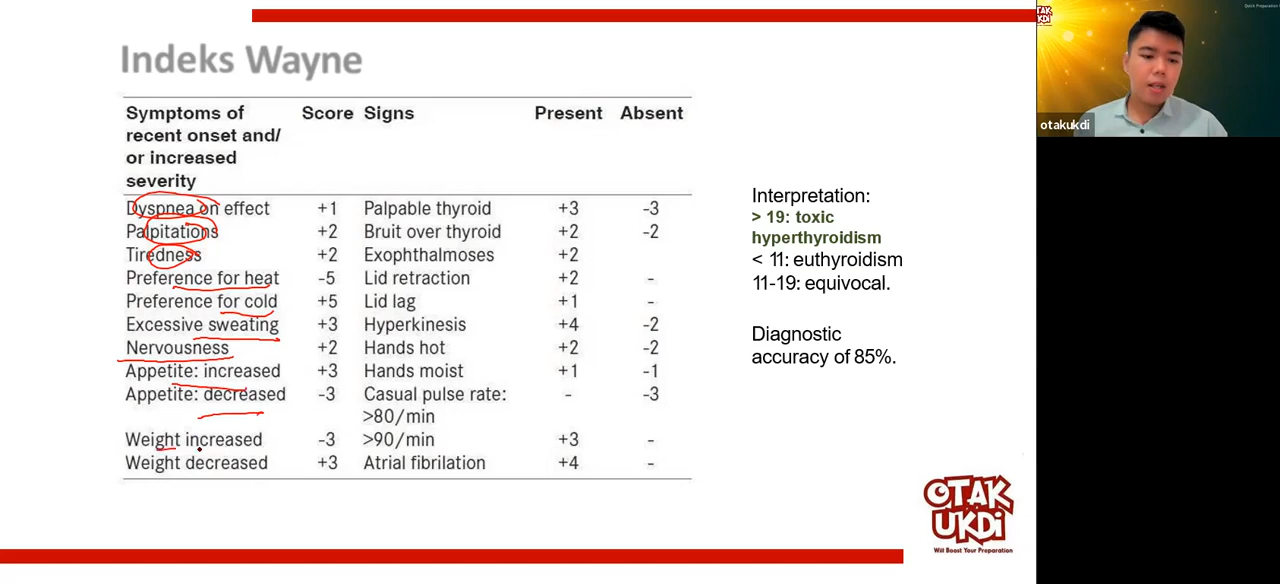 Indeks Wayne
Symptoms of recent onset and/ or increased severity Score Signs Present Absent
Dyspnea on effect +1 Palpable thyroid +3 -3
Palpitations +2 Bruit over thyroid +2 -2
Tiredness +2 Exophthalmoses +2
Preference for heat -5 Lid retraction +2 -
Preference for cold +5 Lid lag +1 -
Excessive sweating +3 Hyperkinesis +4 -2
Nervousness +2 Hands hot +2 -2
Appetite: increased +3 Hands moist +1 -1
Appetite: decreased -3 Casual pulse rate: - -3
>80/min
Weight increased -3 >90/min +3 -
Weight decreased +3 Atrial fibrilation +4 -
Interpretation:
> 19: toxic
hyperthyroidism
< 11: euthyroidism
11-19: equivocal.
Diagnostic
accuracy of 85%.
OTAK
UKDI
Will Boost Your Preparation
OTAK
UKDI
Quick Preparation
otakukdi